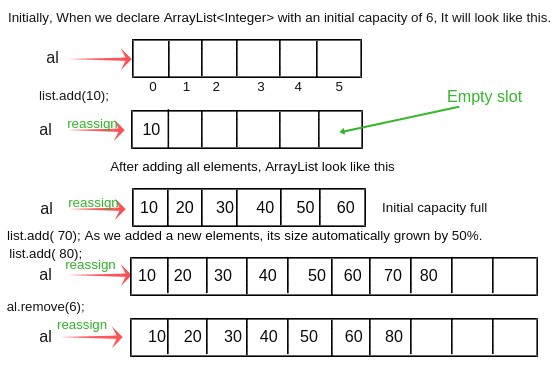 Initially, When we declare ArrayList<Integer> with an initial capacity of 6, It will look like this.
al
0 1 2 3 4 5
list.add(10);
Empty slot
al reassign 10
After adding all elements, ArrayList look like this
al reassign 10 20 30 40 50 60 Initial capacity full
list.add( 70); As we added a new elements, its size automatically grown by 50%.
list.add( 80);
al reassign 10 20 30 40 50 60 70 80
al.remove(6);
reassign
al 10 20 30 40 50 60 80